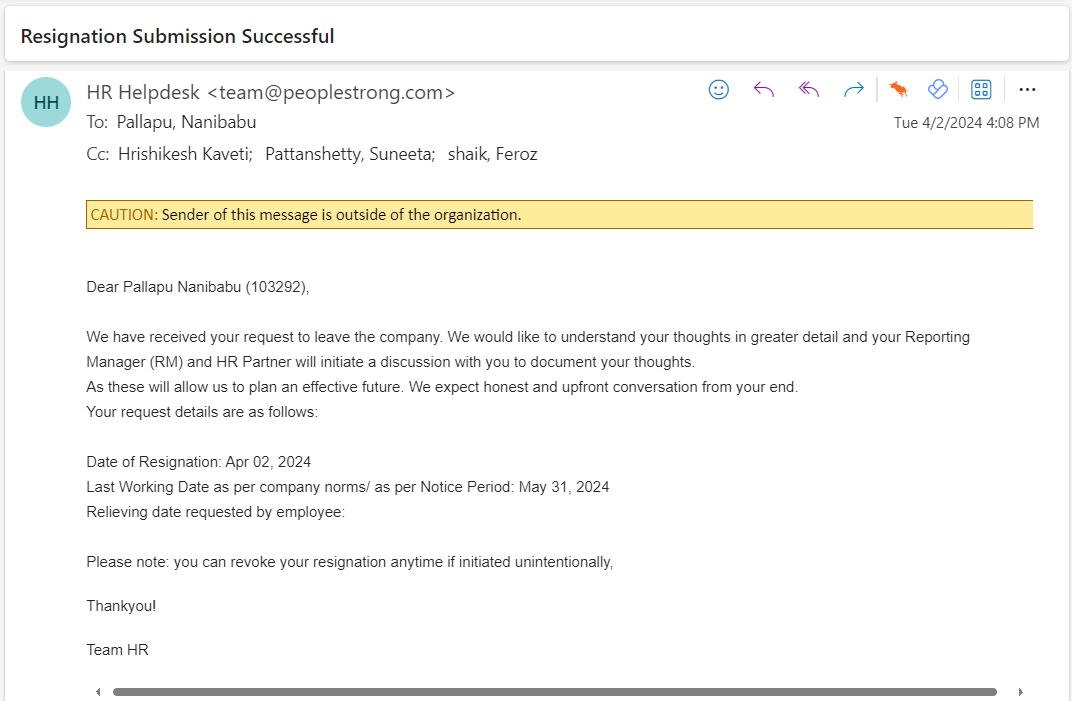 Resignation Submission Successful
HH
HR Helpdesk <team@peoplestrong.com>
To: Pallapu, Nanibabu
Tue 4/2/2024 4:08 PM
Cc: Hrishikesh Kaveti; Pattanshetty, Suneeta; shaik, Feroz
CAUTION: Sender of this message is outside of the organization.
Dear Pallapu Nanibabu (103292),
We have received your request to leave the company. We would like to understand your thoughts in greater detail and your Reporting
Manager (RM) and HR Partner will initiate a discussion with you to document your thoughts.
As these will allow us to plan an effective future. We expect honest and upfront conversation from your end.
Your request details are as follows:
Date of Resignation: Apr 02, 2024
Last Working Date as per company norms/ as per Notice Period: May 31, 2024
Relieving date requested by employee:
Please note: you can revoke your resignation anytime if initiated unintentionally,
Thankyou!
Team HR